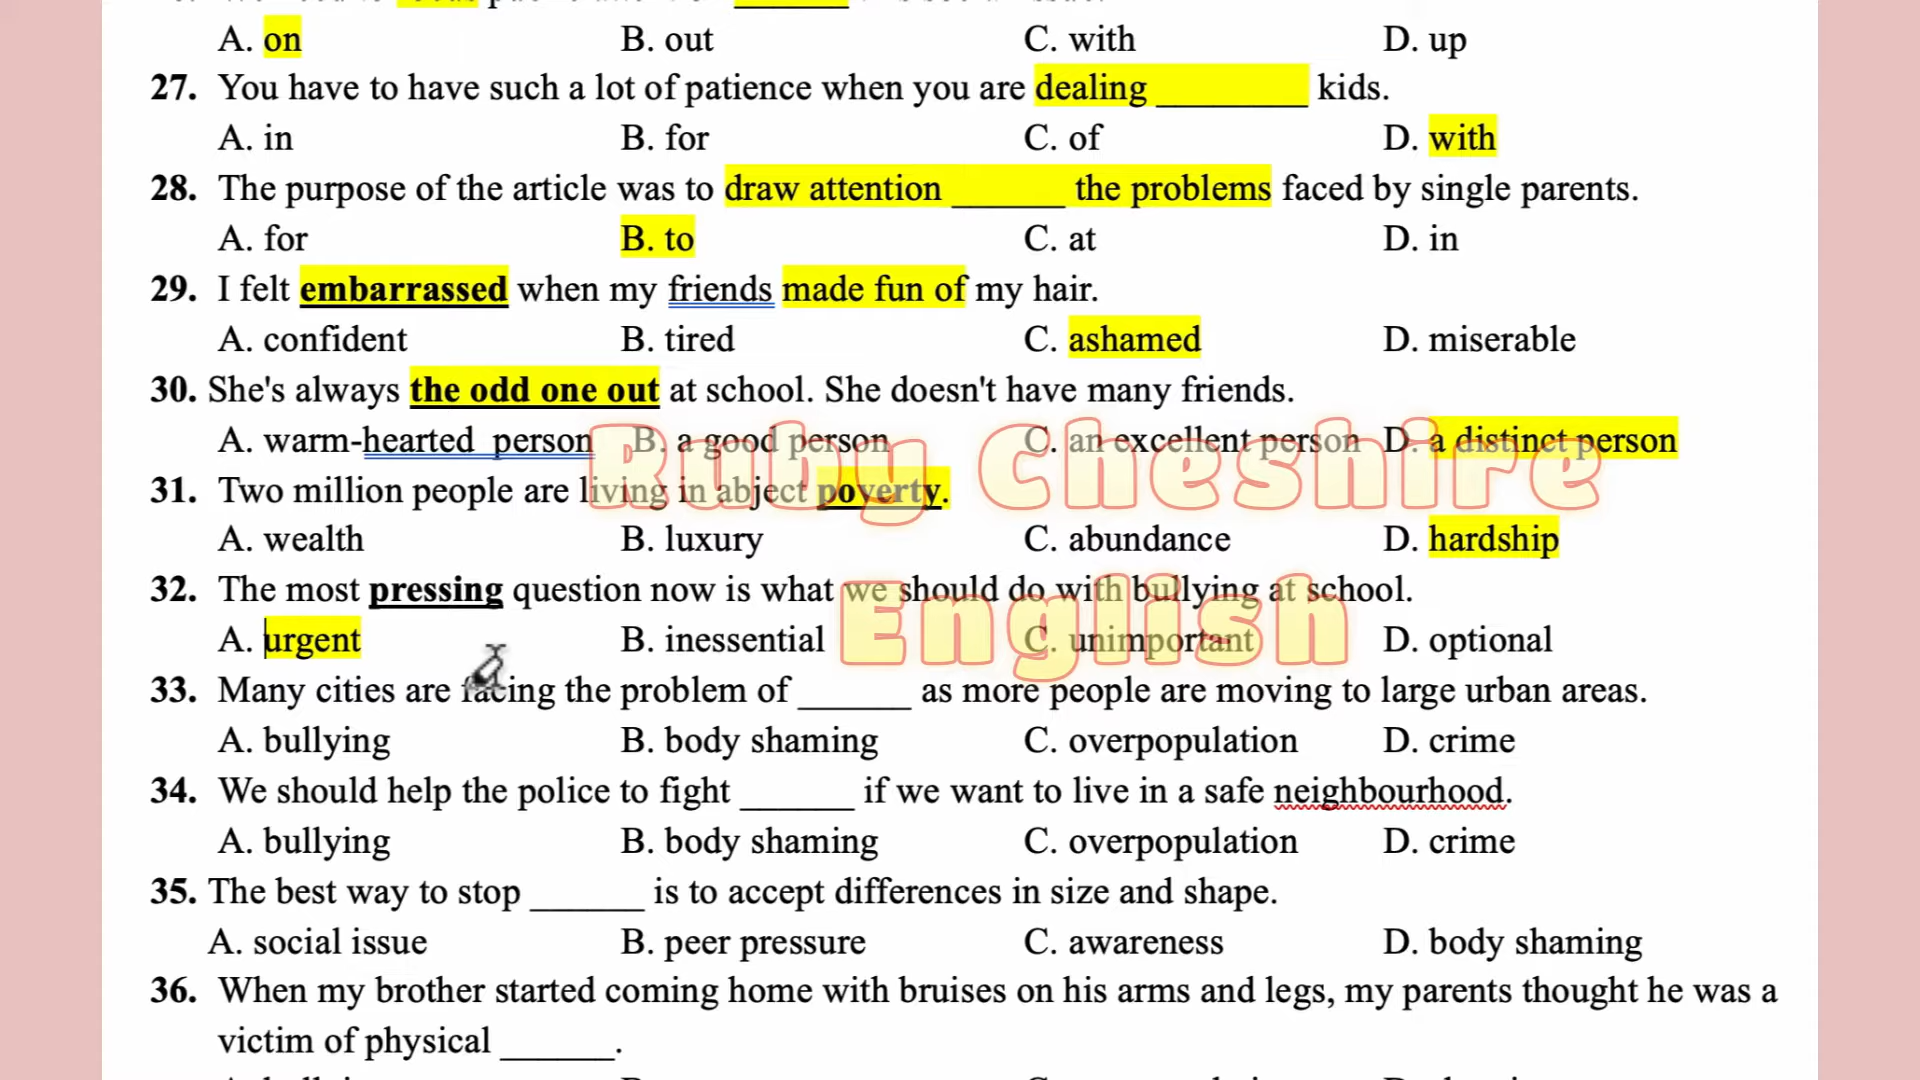 A. on B. out C. with D. up
27. You have to have such a lot of patience when you are dealing ________ kids.
A. in B. for C. of D. with
28. The purpose of the article was to draw attention ______ the problems faced by single parents.
A. for B. to C. at D. in
29. I felt embarrassed when my friends made fun of my hair.
A. confident B. tired C. ashamed D. miserable
30. She's always the odd one out at school. She doesn't have many friends.
A. warm-hearted person B. a good person C. an excellent person D. a distinct person
31. Two million people are living in abject poverty.
Ruby Cheshire
A. wealth B. luxury C. abundance D. hardship
32. The most pressing question now is what we should do with bullying at school.
English
A. urgent B. inessential C. unimportant D. optional
33. Many cities are facing the problem of ______ as more people are moving to large urban areas.
A. bullying B. body shaming C. overpopulation D. crime
34. We should help the police to fight ______ if we want to live in a safe neighbourhood.
A. bullying B. body shaming C. overpopulation D. crime
35. The best way to stop ______ is to accept differences in size and shape.
A. social issue B. peer pressure C. awareness D. body shaming
36. When my brother started coming home with bruises on his arms and legs, my parents thought he was a
victim of physical ______.